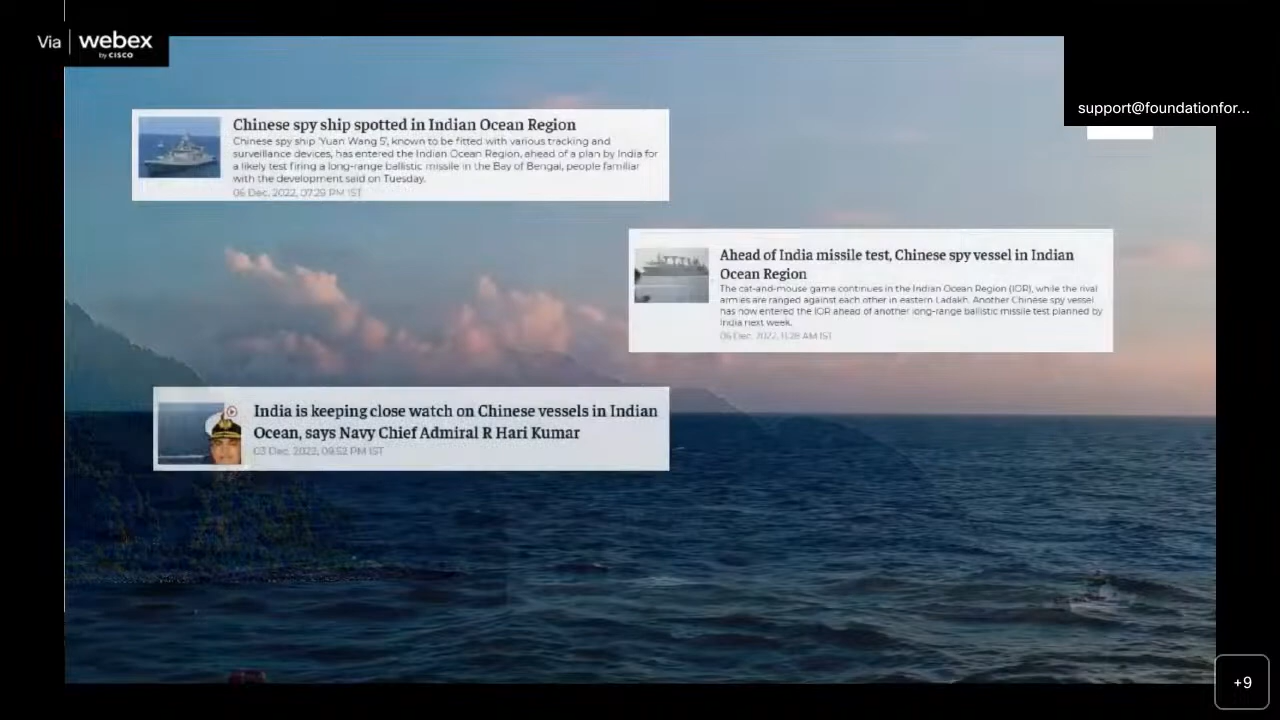 Via webex
by CISCO
support@foundationfor...
Chinese spy ship spotted in Indian Ocean Region
Chinese spy ship 'Yuan Wang 5', known to be fitted with various tracking and
surveillance devices, has entered the Indian Ocean Region, ahead of a plan by India for
a likely test firing a long-range ballistic missile in the Bay of Bengal, people familiar
with the development said on Tuesday.
06 Dec, 2022, 07:29 PM IST
Ahead of India missile test, Chinese spy vessel in Indian
Ocean Region
The cat-and-mouse game continues in the Indian Ocean Region (IOR), while the rival
armies are ranged against each other in eastern Ladakh. Another Chinese spy vessel
has now entered the IOR ahead of another long-range ballistic missile test planned by
India next week.
06 Dec, 2022, 11:28 AM IST
India is keeping close watch on Chinese vessels in Indian
Ocean, says Navy Chief Admiral R Hari Kumar
03 Dec, 2022, 09:52 PM IST
+9